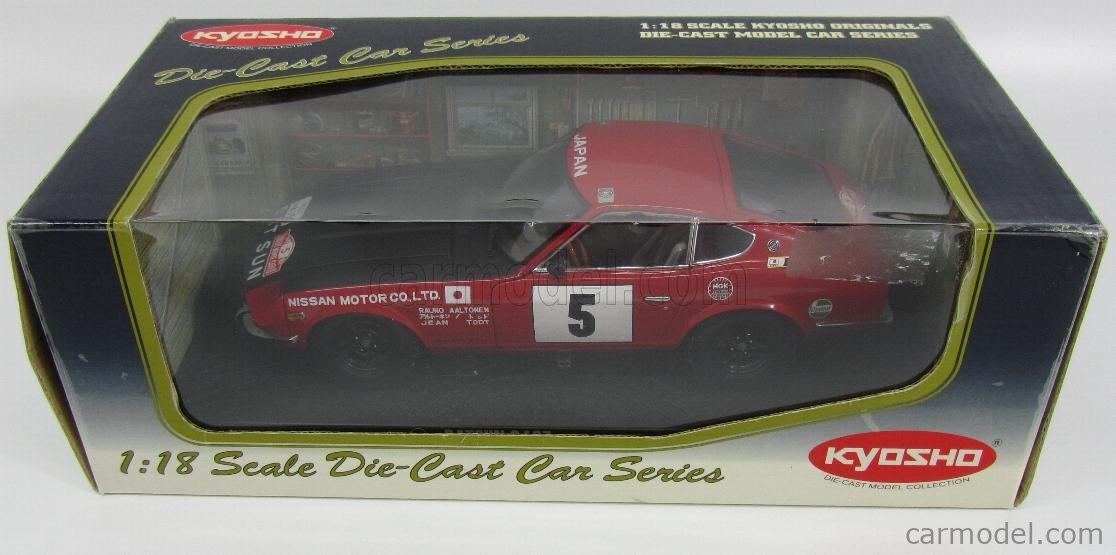 KYOSHO
DIE-CAST MODEL COLLECTION
Die-Cast Car Series
1:18 SCALE KYOSHO ORIGINALS
DIE-CAST MODEL CAR SERIES
JAPAN
5
NISSAN MOTOR CO., LTD.
RAUNO AALTONEN
JEAN TODT
5
NGK
carmodel.com
1:18 Scale Die-Cast Car Series
KYOSHO
®
DIE-CAST MODEL COLLECTION
carmodel.com